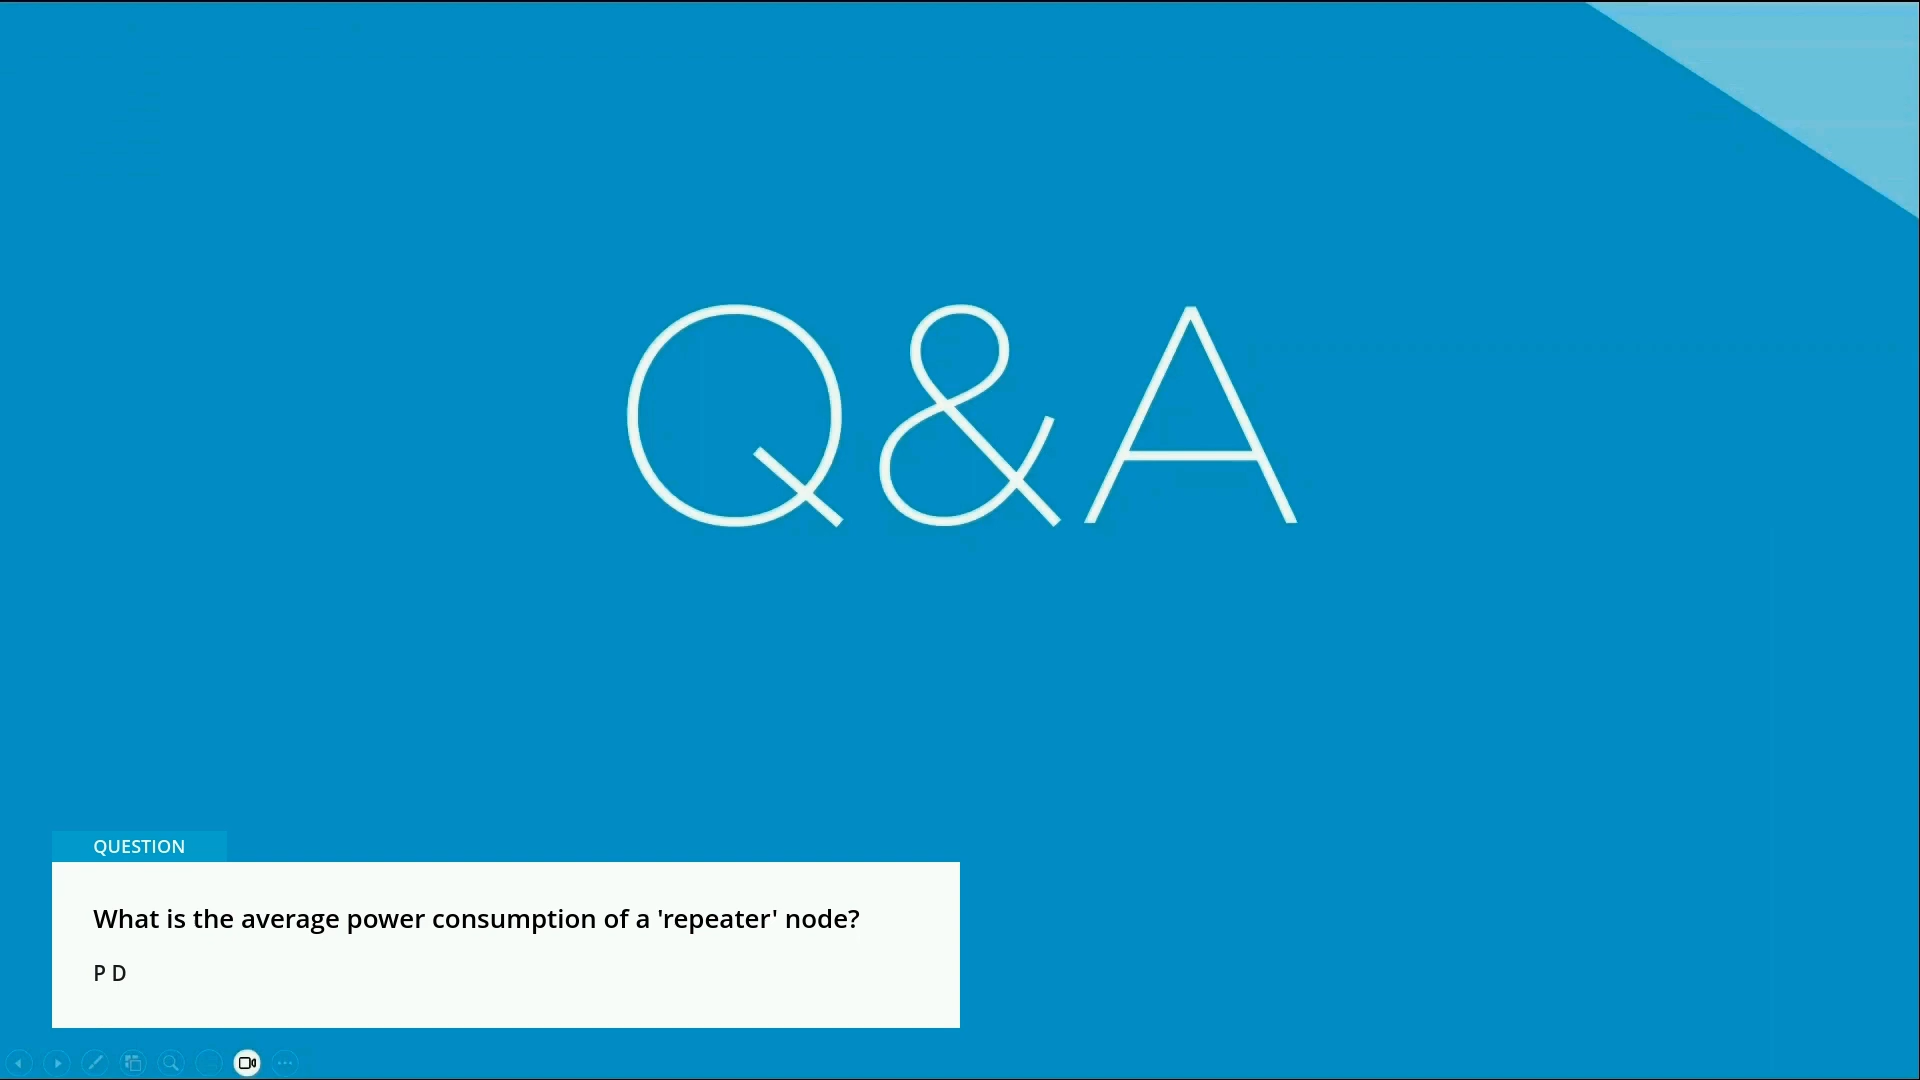 Q&A
QUESTION
What is the average power consumption of a 'repeater' node?
P D